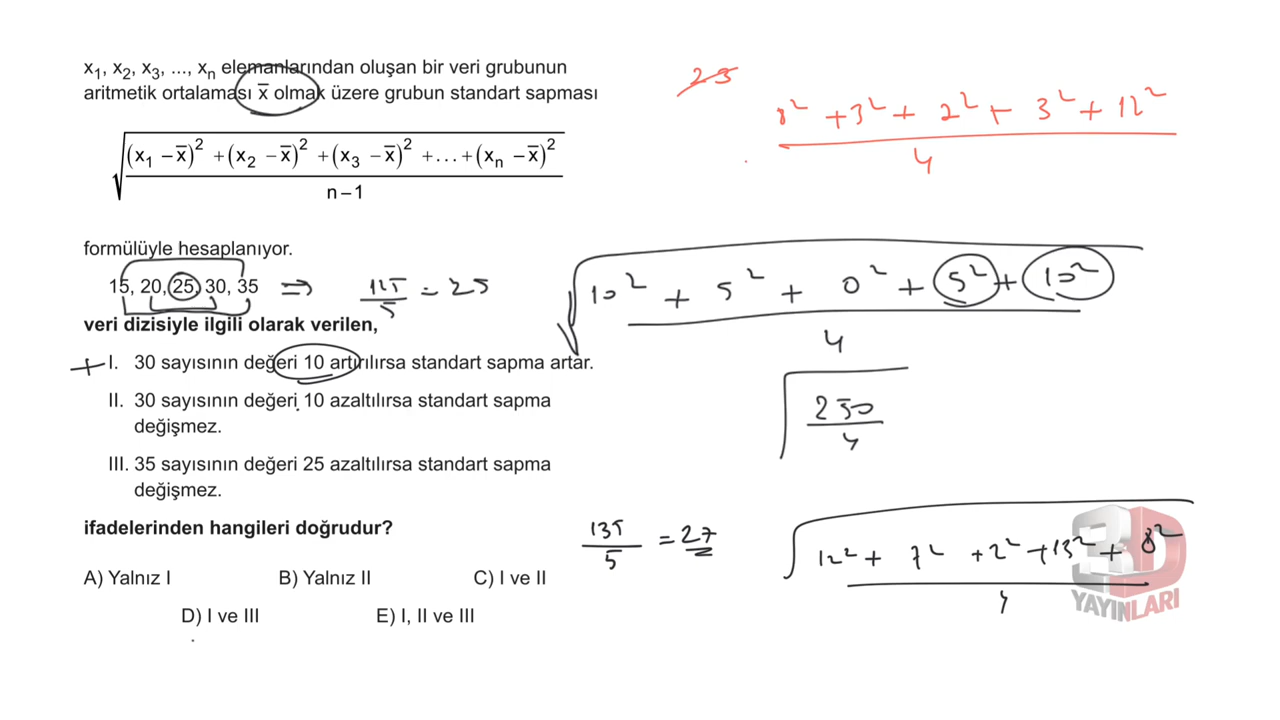 x₁, x₂, x₃, ..., xₙ elemanlarından oluşan bir veri grubunun
aritmetik ortalaması x̄ olmak üzere grubun standart sapması
√((x₁ – x̄)² + (x₂ – x̄)² + (x₃ – x̄)² + ... + (xₙ – x̄)² / n – 1)
formülüyle hesaplanıyor.
15, 20, 25, 30, 35 ⇒ 125/5 = 25
veri dizisiyle ilgili olarak verilen,
+ I. 30 sayısının değeri 10 artırılırsa standart sapma artar.
II. 30 sayısının değeri 10 azaltılırsa standart sapma
değişmez.
III. 35 sayısının değeri 25 azaltılırsa standart sapma
değişmez.
ifadelerinden hangileri doğrudur?
A) Yalnız I B) Yalnız II C) I ve II
D) I ve III E) I, II ve III
23
8² + 3² + 2² + 3² + 12²
4
√(10² + 5² + 0² + 5² + 10² / 4)
√(250 / 4)
135/5 = 27
√(12² + 7² + 2² + 13² + 8² / 4)
3D
YAYINLARI